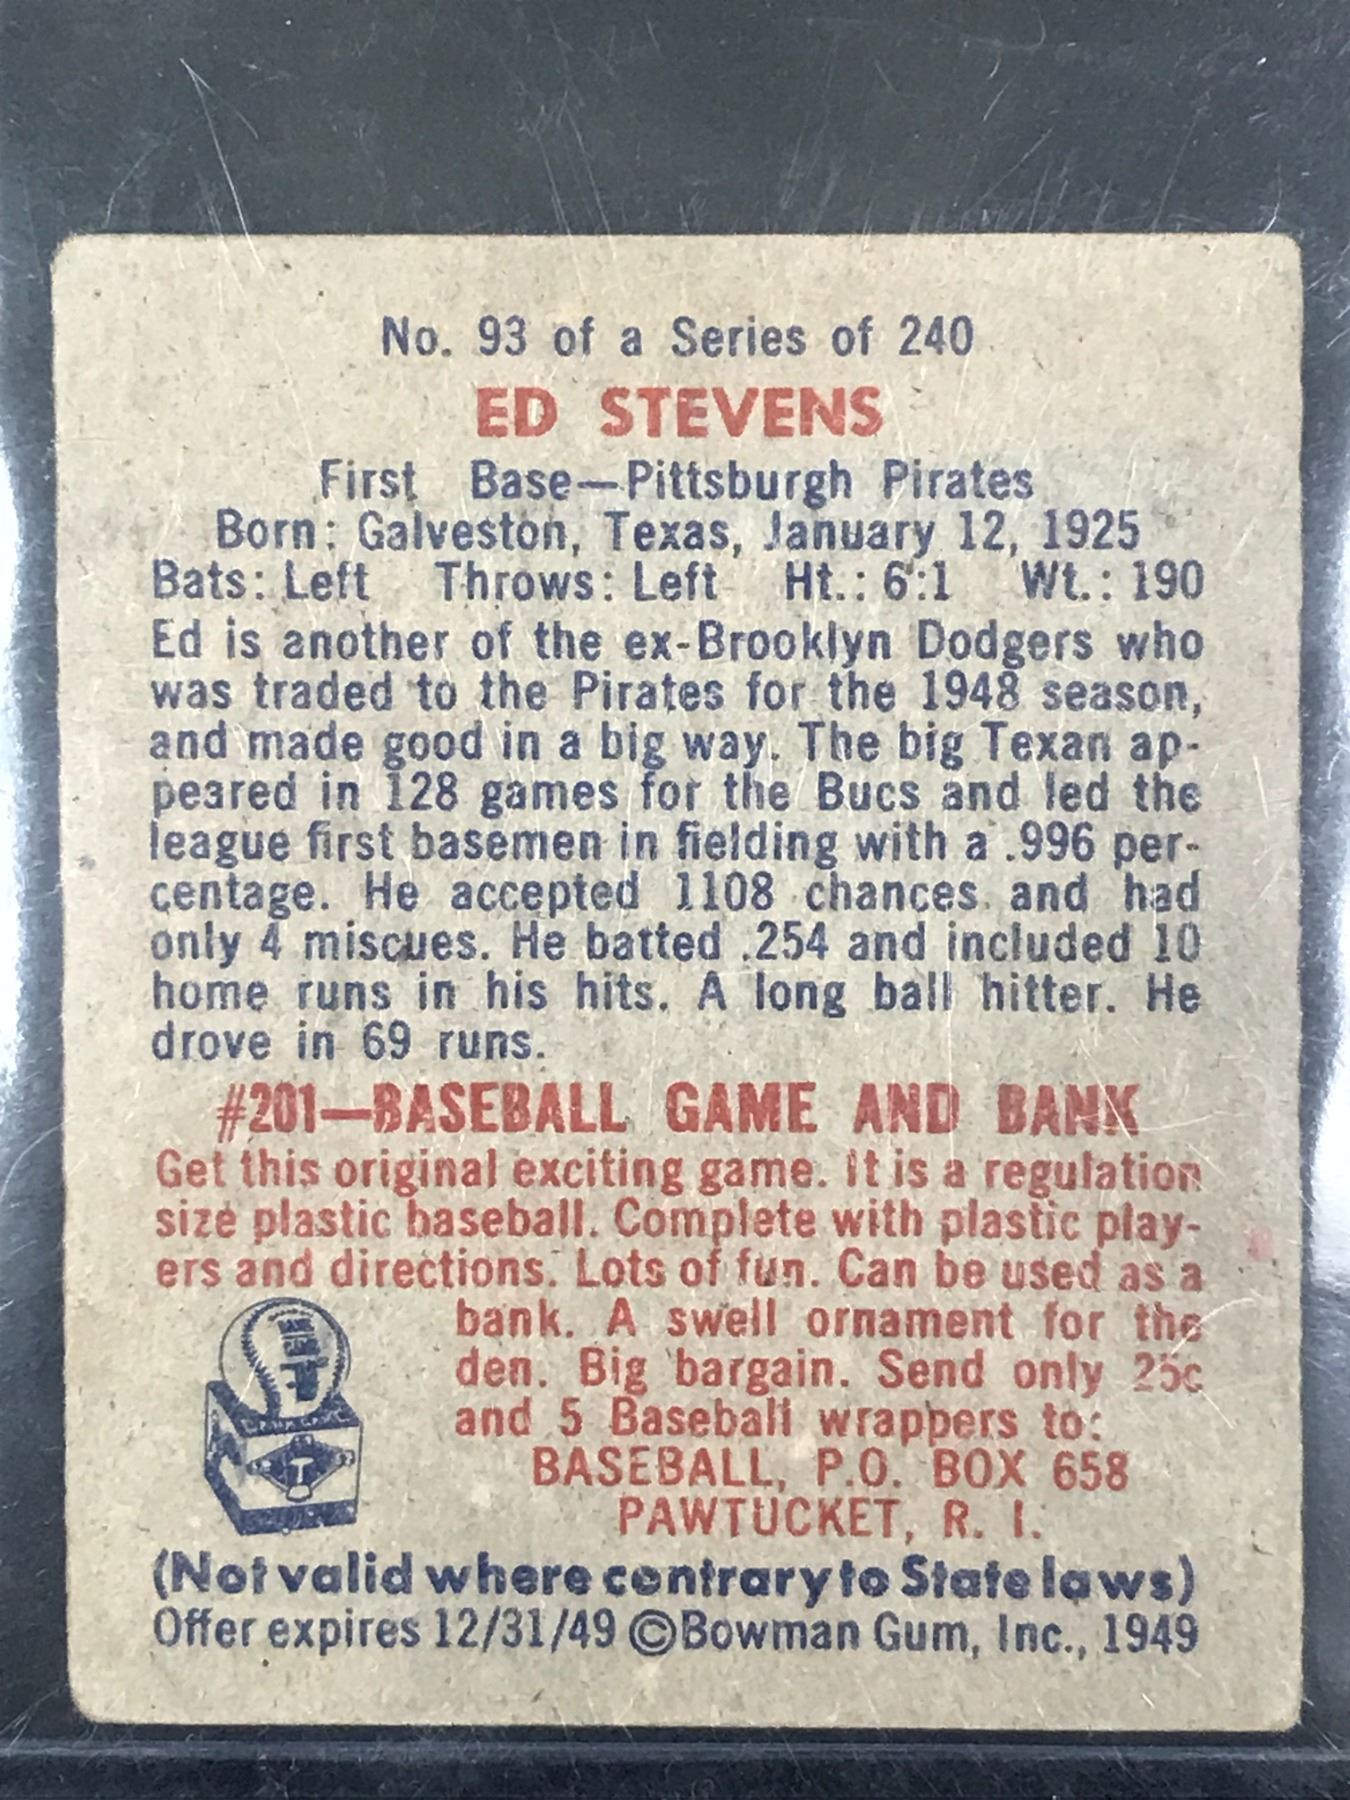 No. 93 of a Series of 240
ED STEVENS
First Base—Pittsburgh Pirates
Born: Galveston, Texas, January 12, 1925
Bats: Left Throws: Left Ht.: 6:1 Wt.: 190
Ed is another of the ex-Brooklyn Dodgers who
was traded to the Pirates for the 1948 season,
and made good in a big way. The big Texan ap-
peared in 128 games for the Bucs and led the
league first basemen in fielding with a .996 per-
centage. He accepted 1108 chances and had
only 4 miscues. He batted .254 and included 10
home runs in his hits. A long ball hitter. He
drove in 69 runs.
#201—BASEBALL GAME AND BANK
Get this original exciting game. It is a regulation
size plastic baseball. Complete with plastic play-
ers and directions. Lots of fun. Can be used as a
bank. A swell ornament for the
den. Big bargain. Send only 25c
and 5 Baseball wrappers to:
BASEBALL, P.O. BOX 658
PAWTUCKET, R. I.
(Not valid where contrary to State laws)
Offer expires 12/31/49 ©Bowman Gum, Inc., 1949